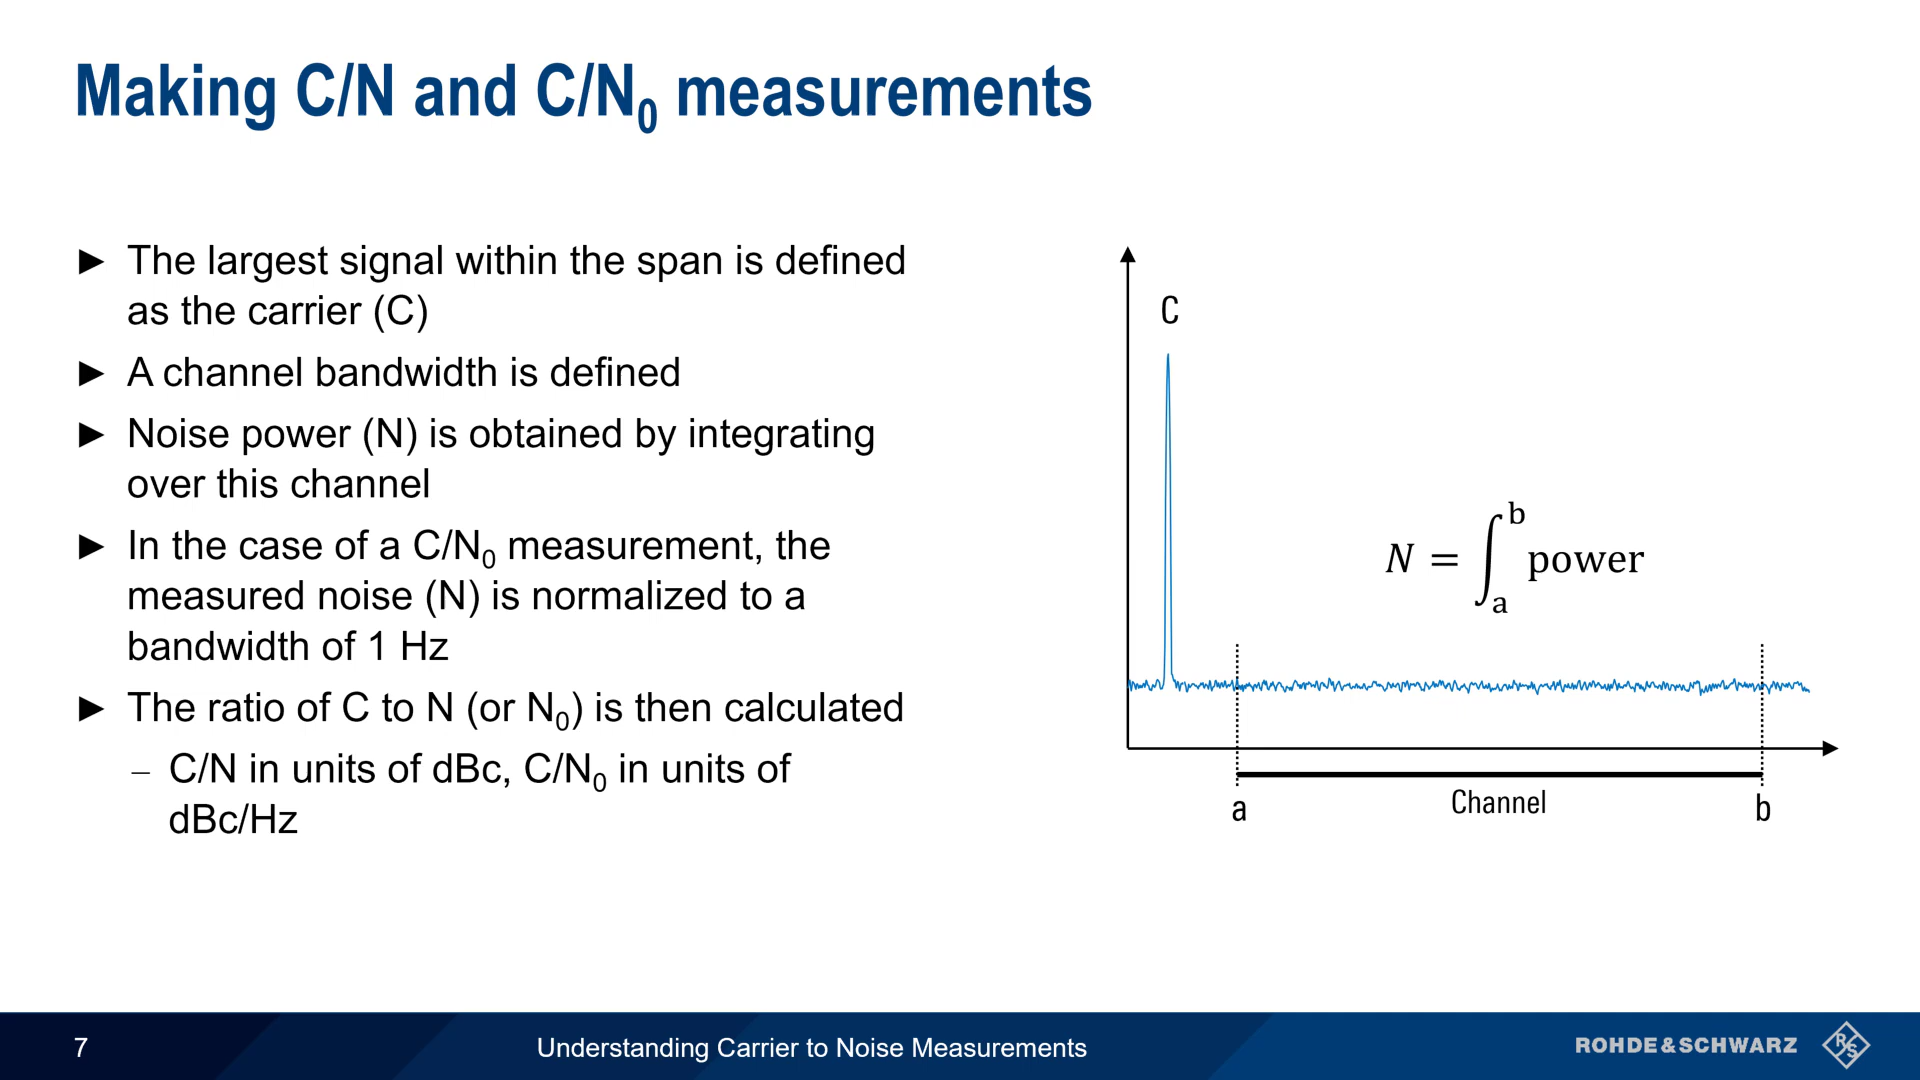 Making C/N and C/N₀ measurements
► The largest signal within the span is defined
as the carrier (C)
► A channel bandwidth is defined
► Noise power (N) is obtained by integrating
over this channel
► In the case of a C/N₀ measurement, the
measured noise (N) is normalized to a
bandwidth of 1 Hz
► The ratio of C to N (or N₀) is then calculated
– C/N in units of dBc, C/N₀ in units of
dBc/Hz
C
N = ∫ₐᵇ power
a Channel b
7 Understanding Carrier to Noise Measurements ROHDE&SCHWARZ R&S